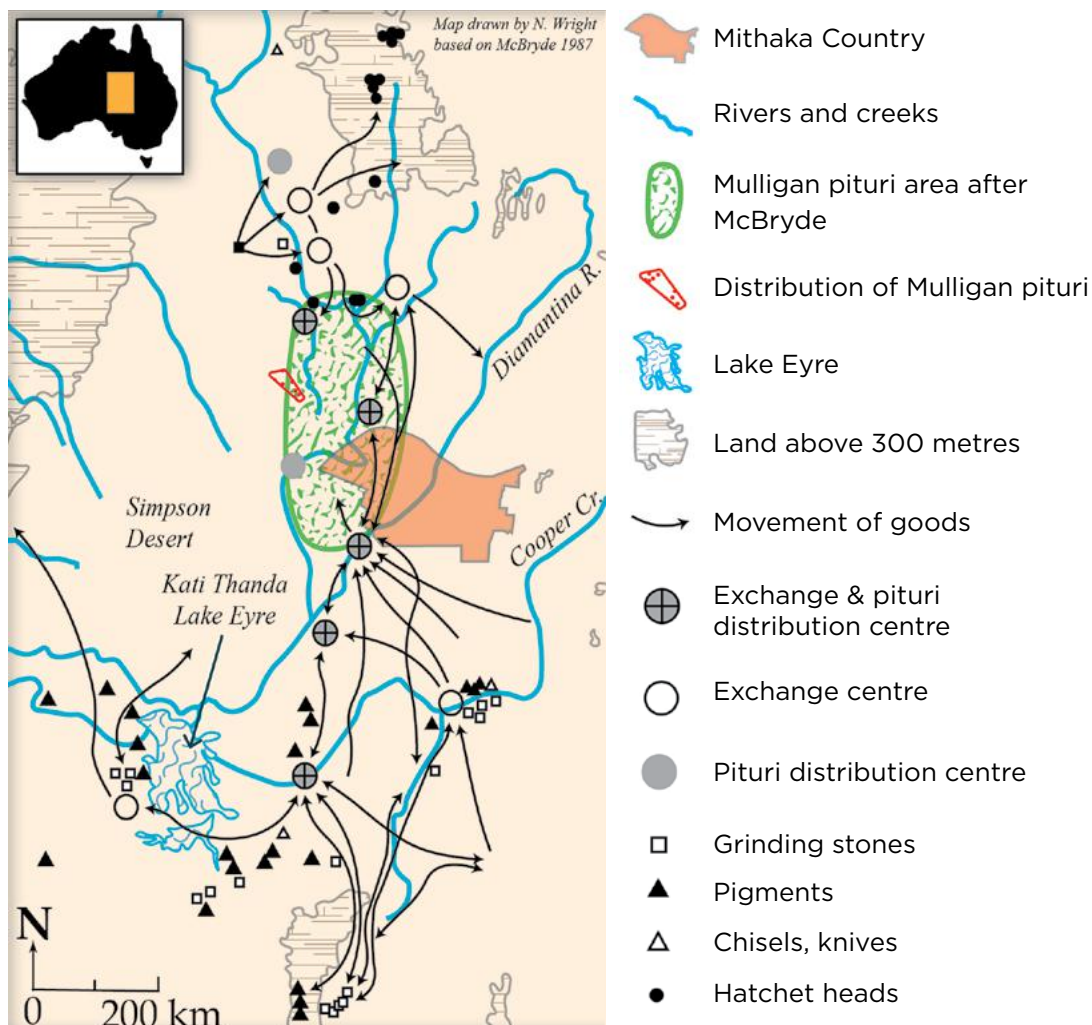 Map drawn by N. Wright
based on McBryde 1987
Diamantina R.
Simpson
Desert
Cooper Cr.
Kati Thanda
Lake Eyre
N
0 200 km
Mithaka Country
Rivers and creeks
Mulligan pituri area after
McBryde
Distribution of Mulligan pituri
Lake Eyre
Land above 300 metres
Movement of goods
Exchange & pituri
distribution centre
Exchange centre
Pituri distribution centre
Grinding stones
Pigments
Chisels, knives
Hatchet heads